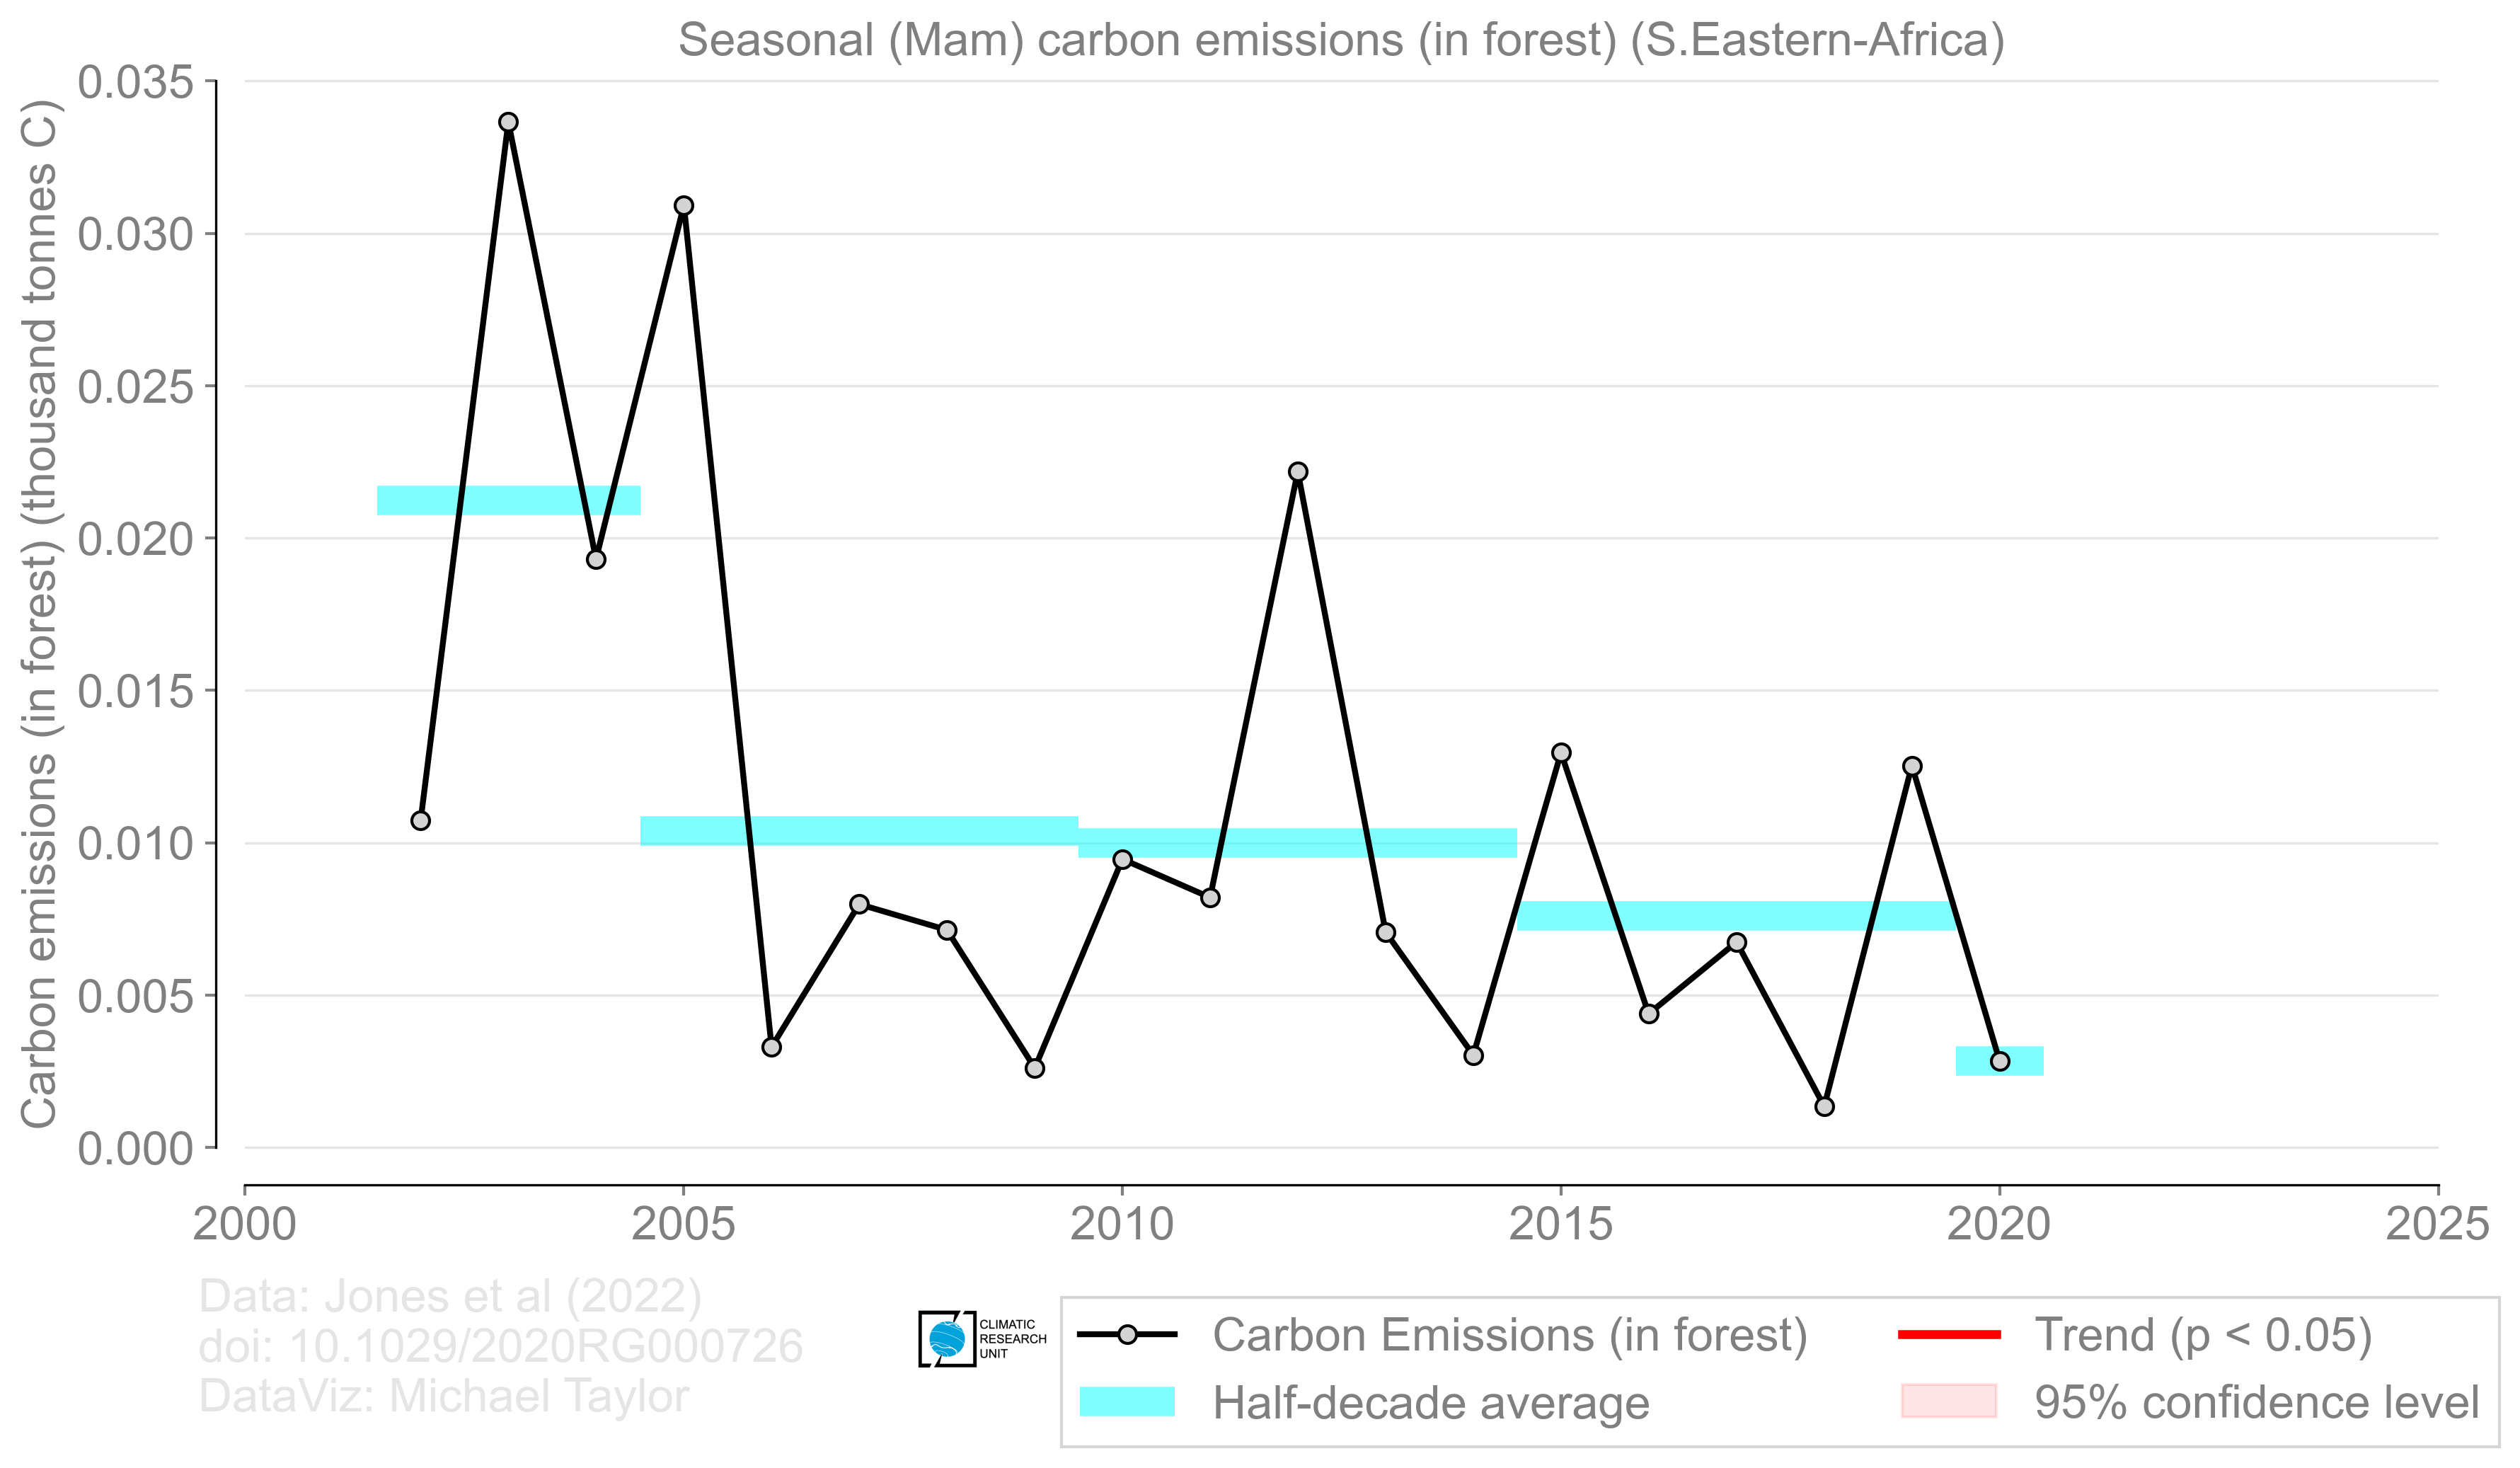 Seasonal (Mam) carbon emissions (in forest) (S.Eastern-Africa)
Carbon emissions (in forest) (thousand tonnes C)
0.035
0.030
0.025
0.020
0.015
0.010
0.005
0.000
2000 2005 2010 2015 2020 2025
Data: Jones et al (2022)
doi: 10.1029/2020RG000726
DataViz: Michael Taylor
CLIMATIC
RESEARCH
UNIT
Carbon Emissions (in forest)
Half-decade average
Trend (p < 0.05)
95% confidence level